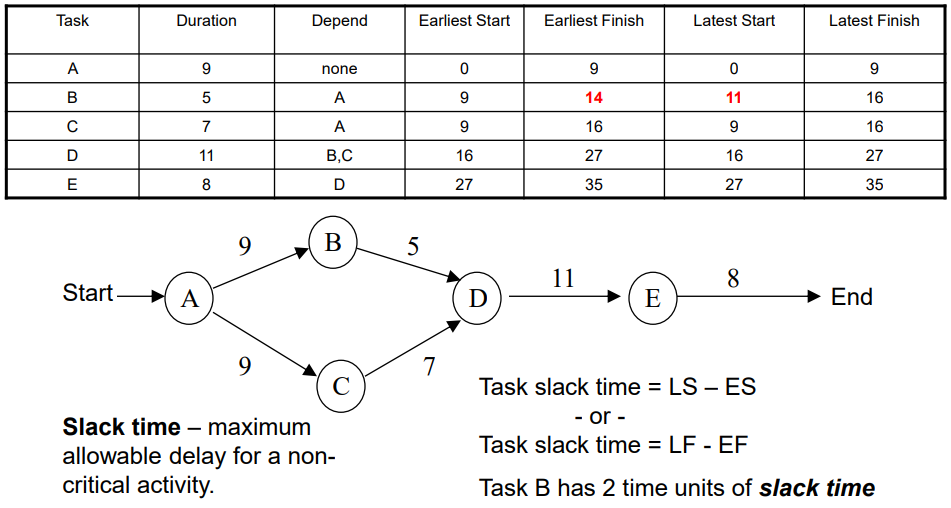 Task Duration Depend Earliest Start Earliest Finish Latest Start Latest Finish
A 9 none 0 9 0 9
B 5 A 9 14 11 16
C 7 A 9 16 9 16
D 11 B,C 16 27 16 27
E 8 D 27 35 27 35
9 B 5
Start A D 11 E 8 End
9 C 7
Slack time – maximum
allowable delay for a non-
critical activity.
Task slack time = LS – ES
- or -
Task slack time = LF - EF
Task B has 2 time units of slack time